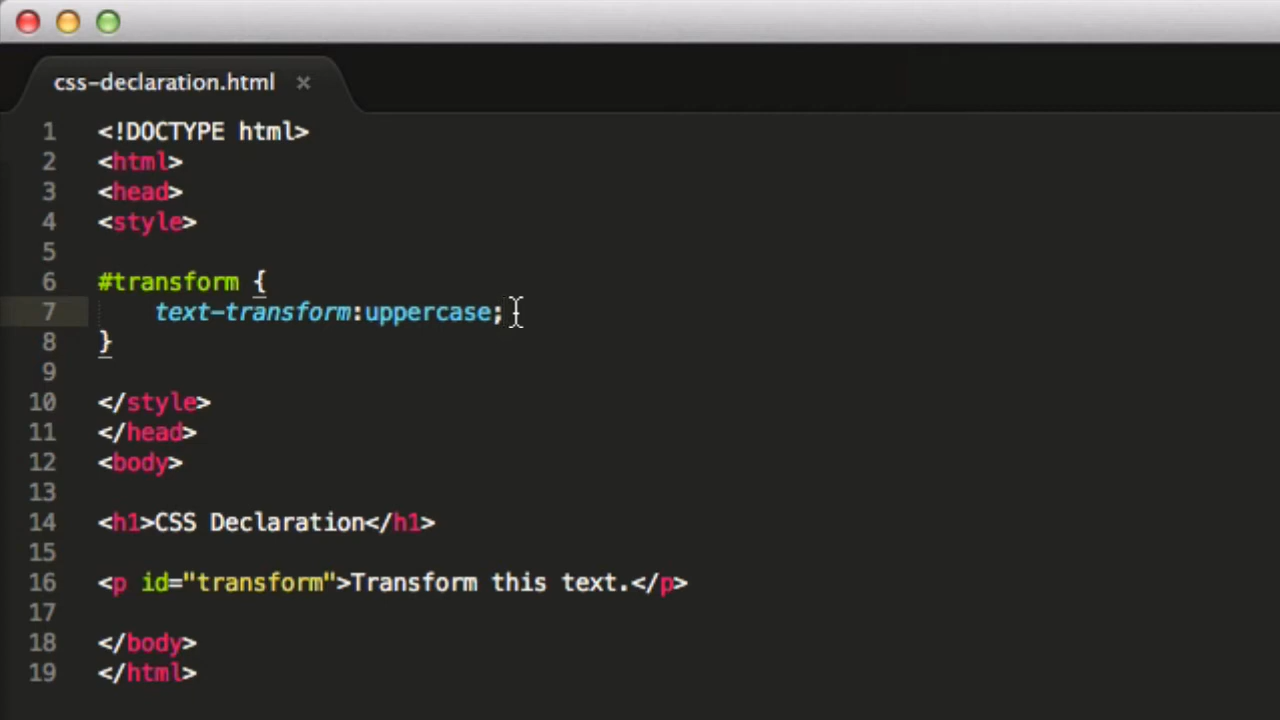 css-declaration.html ×
1 <!DOCTYPE html>
2 <html>
3 <head>
4 <style>
5
6 #transform {
7     text-transform:uppercase;
8 }
9
10 </style>
11 </head>
12 <body>
13
14 <h1>CSS Declaration</h1>
15
16 <p id="transform">Transform this text.</p>
17
18 </body>
19 </html>